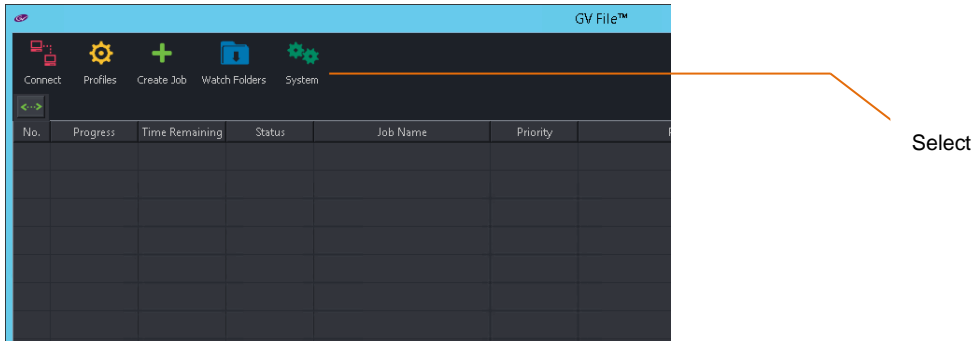 GV File™
Connect Profiles Create Job Watch Folders System
Select
<···>
No. Progress Time Remaining Status Job Name Priority